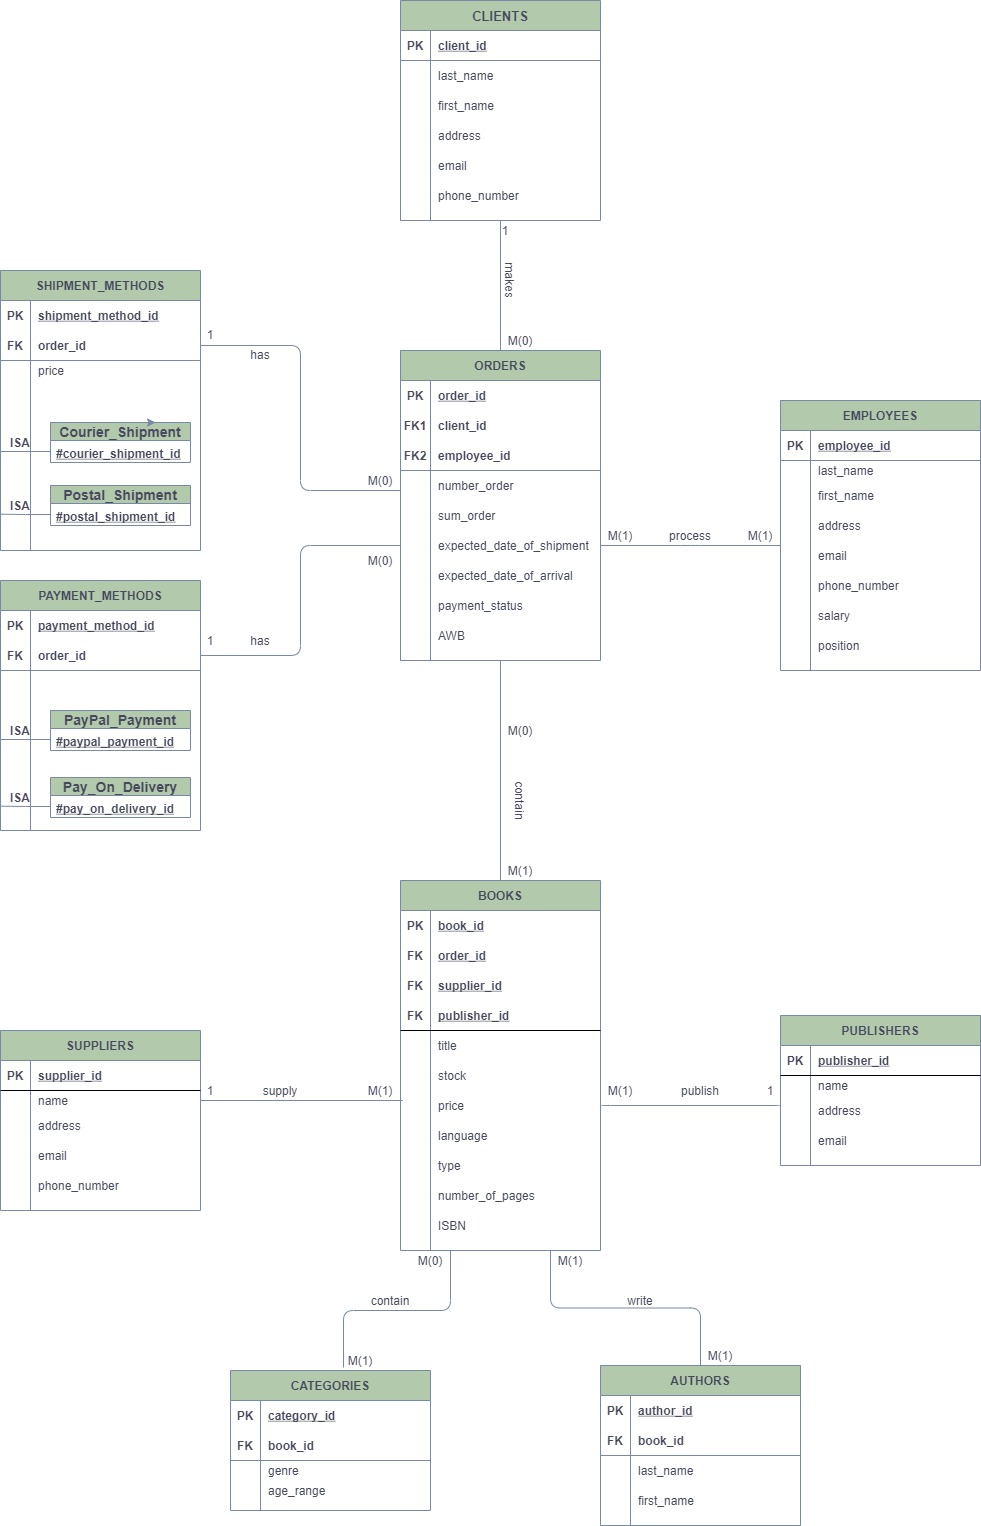 CLIENTS
PK client_id
last_name
first_name
address
email
phone_number
1
makes
M(0)
SHIPMENT_METHODS
PK shipment_method_id
FK order_id
price
ISA
Courier_Shipment
#courier_shipment_id
ISA
Postal_Shipment
#postal_shipment_id
1
has
M(0)
ORDERS
PK order_id
FK1 client_id
FK2 employee_id
number_order
sum_order
expected_date_of_shipment
expected_date_of_arrival
payment_status
AWB
M(1) process M(1)
EMPLOYEES
PK employee_id
last_name
first_name
address
email
phone_number
salary
position
PAYMENT_METHODS
PK payment_method_id
FK order_id
ISA
PayPal_Payment
#paypal_payment_id
ISA
Pay_On_Delivery
#pay_on_delivery_id
1 has
M(0)
M(0)
contain
M(1)
BOOKS
PK book_id
FK order_id
FK supplier_id
FK publisher_id
title
stock
price
language
type
number_of_pages
ISBN
SUPPLIERS
PK supplier_id
name
address
email
phone_number
1 supply M(1)
M(1) publish 1
PUBLISHERS
PK publisher_id
name
address
email
M(0)
contain
M(1)
M(1)
write
M(1)
CATEGORIES
PK category_id
FK book_id
genre
age_range
AUTHORS
PK author_id
FK book_id
last_name
first_name